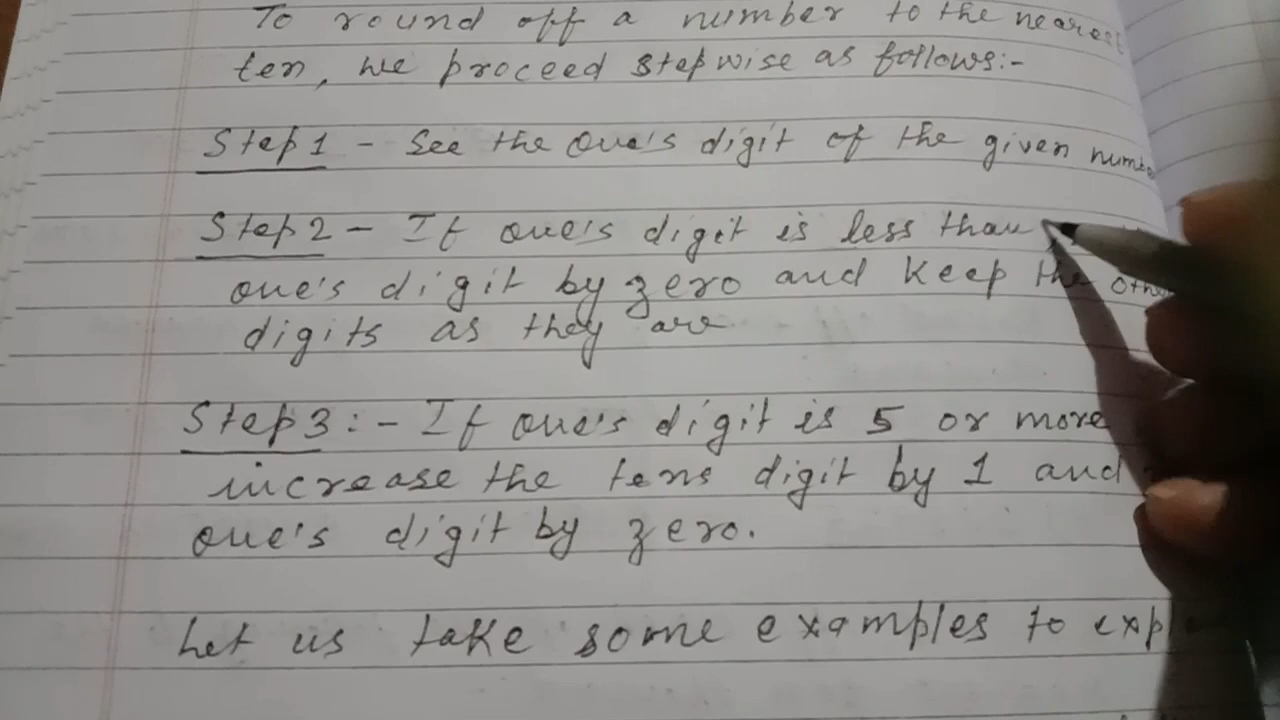 To round off a number to the nearest
ten, we proceed stepwise as follows:-
Step 1 - See the one's digit of the given
Step 2 - If one's digit is less than
one's digit by zero and keep the
digits as they are
Step 3 :- If one's digit is 5 or more
increase the tens digit by 1 and
one's digit by zero.
Let us take some examples to